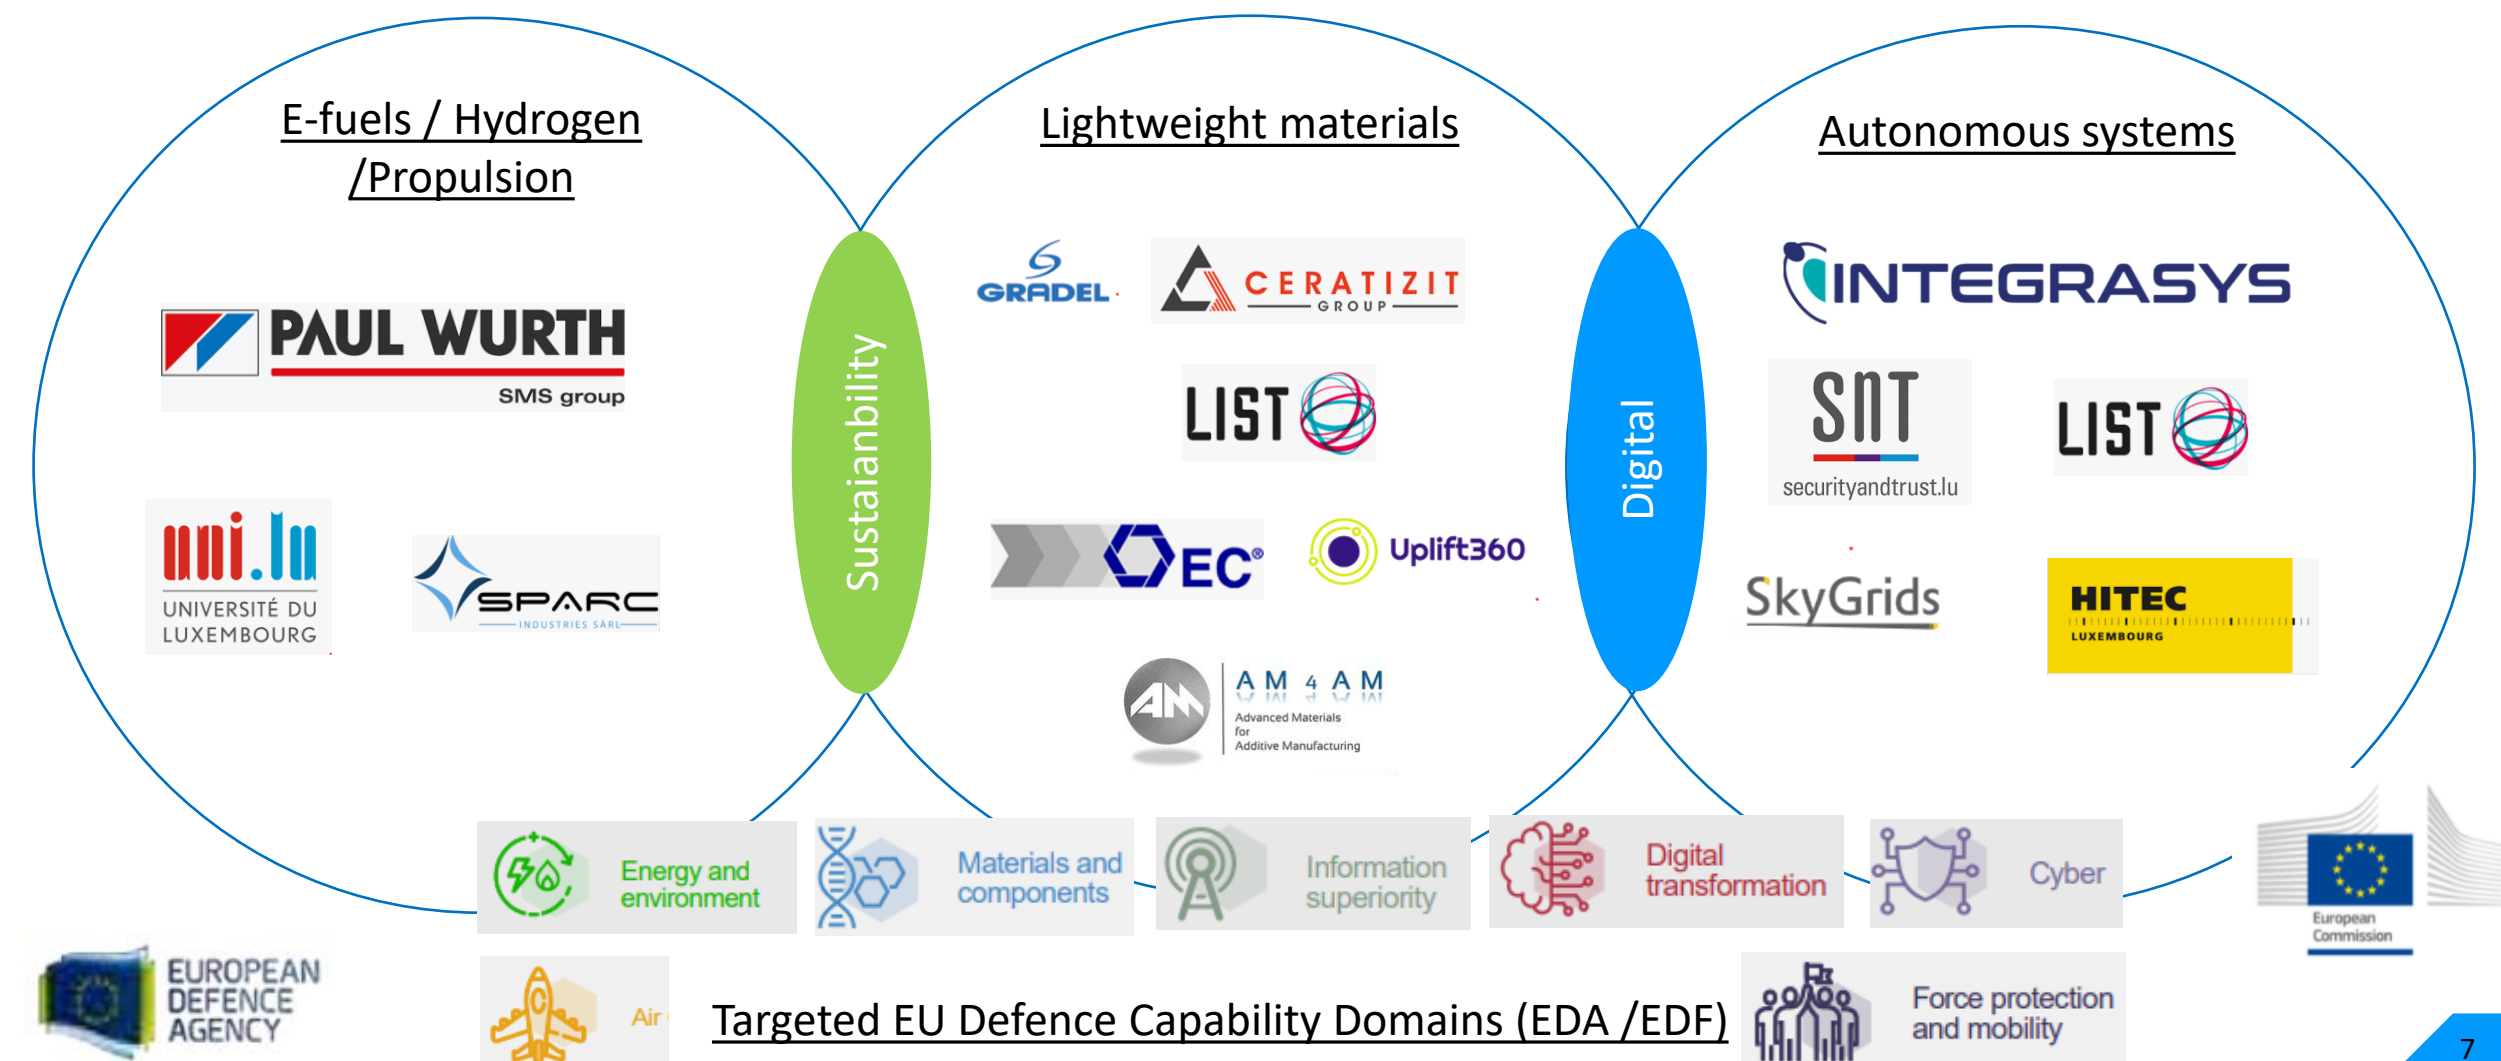 E-fuels / Hydrogen
/Propulsion
Lightweight materials
Autonomous systems
PAUL WURTH
SMS group
uni.lu
UNIVERSITÉ DU
LUXEMBOURG
SPARC
INDUSTRIES SÀRL
Sustaianbility
GRADEL
CERATIZIT
GROUP
LIST
EC®
Uplift360
AM
AM 4 AM
Advanced Materials
for
Additive Manufacturing
Digital
INTEGRASYS
SNT
securityandtrust.lu
LIST
SkyGrids
HITEC
LUXEMBOURG
Energy and
environment
Materials and
components
Information
superiority
Digital
transformation
Cyber
European
Commission
EUROPEAN
DEFENCE
AGENCY
Air
Targeted EU Defence Capability Domains (EDA /EDF)
Force protection
and mobility
7